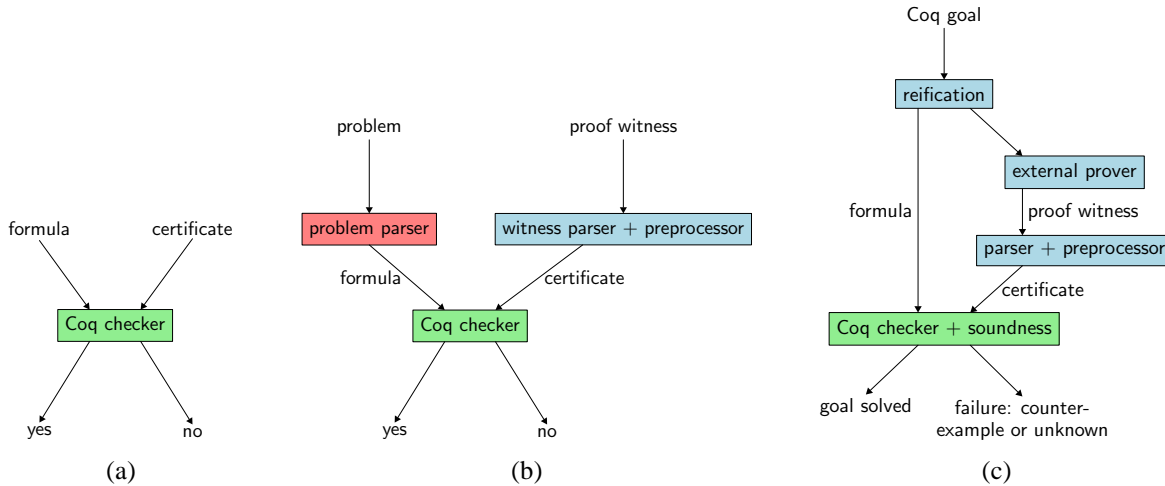 formula
certificate
Coq checker
yes
no
(a)
problem
proof witness
problem parser
witness parser + preprocessor
formula
certificate
Coq checker
yes
no
(b)
Coq goal
reification
external prover
formula
proof witness
parser + preprocessor
certificate
Coq checker + soundness
goal solved
failure: counter-
example or unknown
(c)